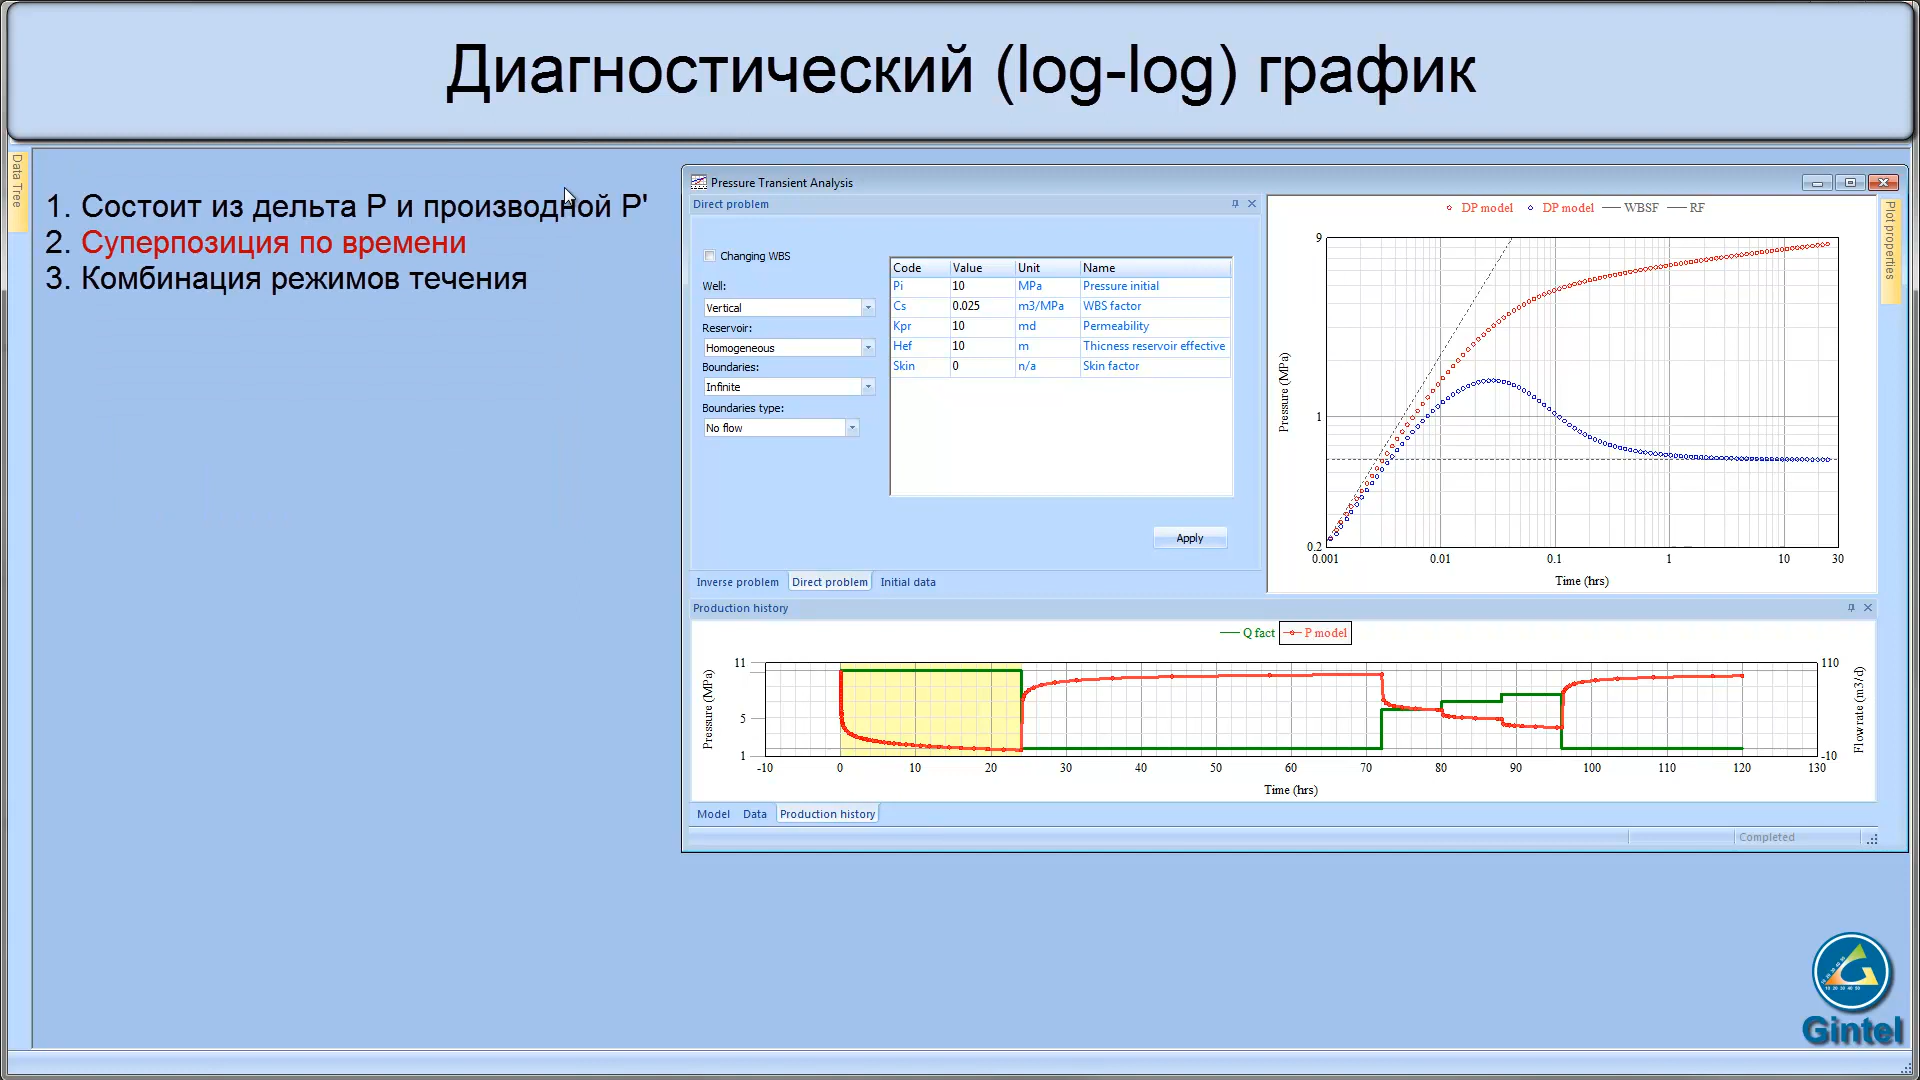 Диагностический (log-log) график
Data Tree
1. Состоит из дельта P и производной P'
2. Суперпозиция по времени
3. Комбинация режимов течения
Pressure Transient Analysis
Direct problem
Changing WBS
Well:
Vertical
Reservoir:
Homogeneous
Boundaries:
Infinite
Boundaries type:
No flow
Code Value Unit Name
Pi 10 MPa Pressure initial
Cs 0.025 m3/MPa WBS factor
Kpr 10 md Permeability
Hef 10 m Thicness reservoir effective
Skin 0 n/a Skin factor
Apply
Inverse problem Direct problem Initial data
DP model DP model WBSF RF
Pressure (MPa)
9
1
0.2
0.001 0.01 0.1 1 10 30
Time (hrs)
Plot properties
Production history
Q fact P model
Pressure (MPa)
11
5
1
-10 0 10 20 30 40 50 60 70 80 90 100 110 120 130
Time (hrs)
110
-10
Flow rate (m3/d)
Model Data Production history
Completed
Gintel